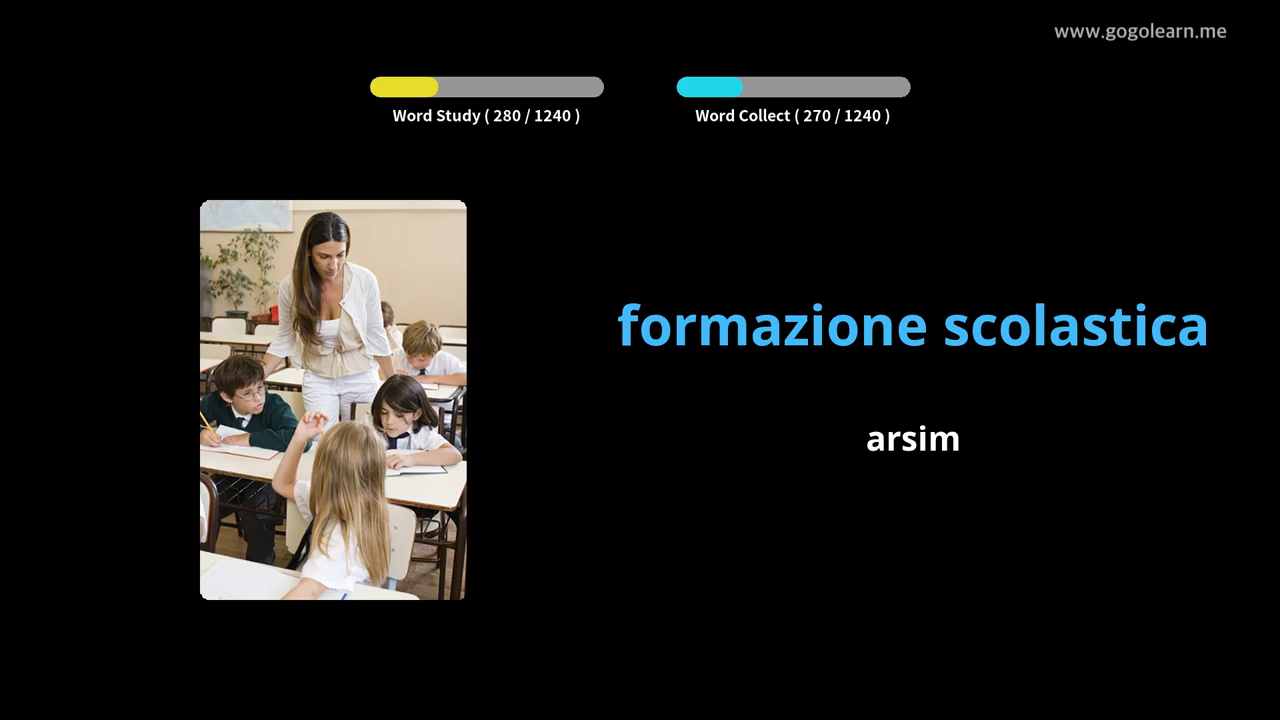 www.gogolearn.me
Word Study ( 280 / 1240 )
Word Collect ( 270 / 1240 )
formazione scolastica
arsim